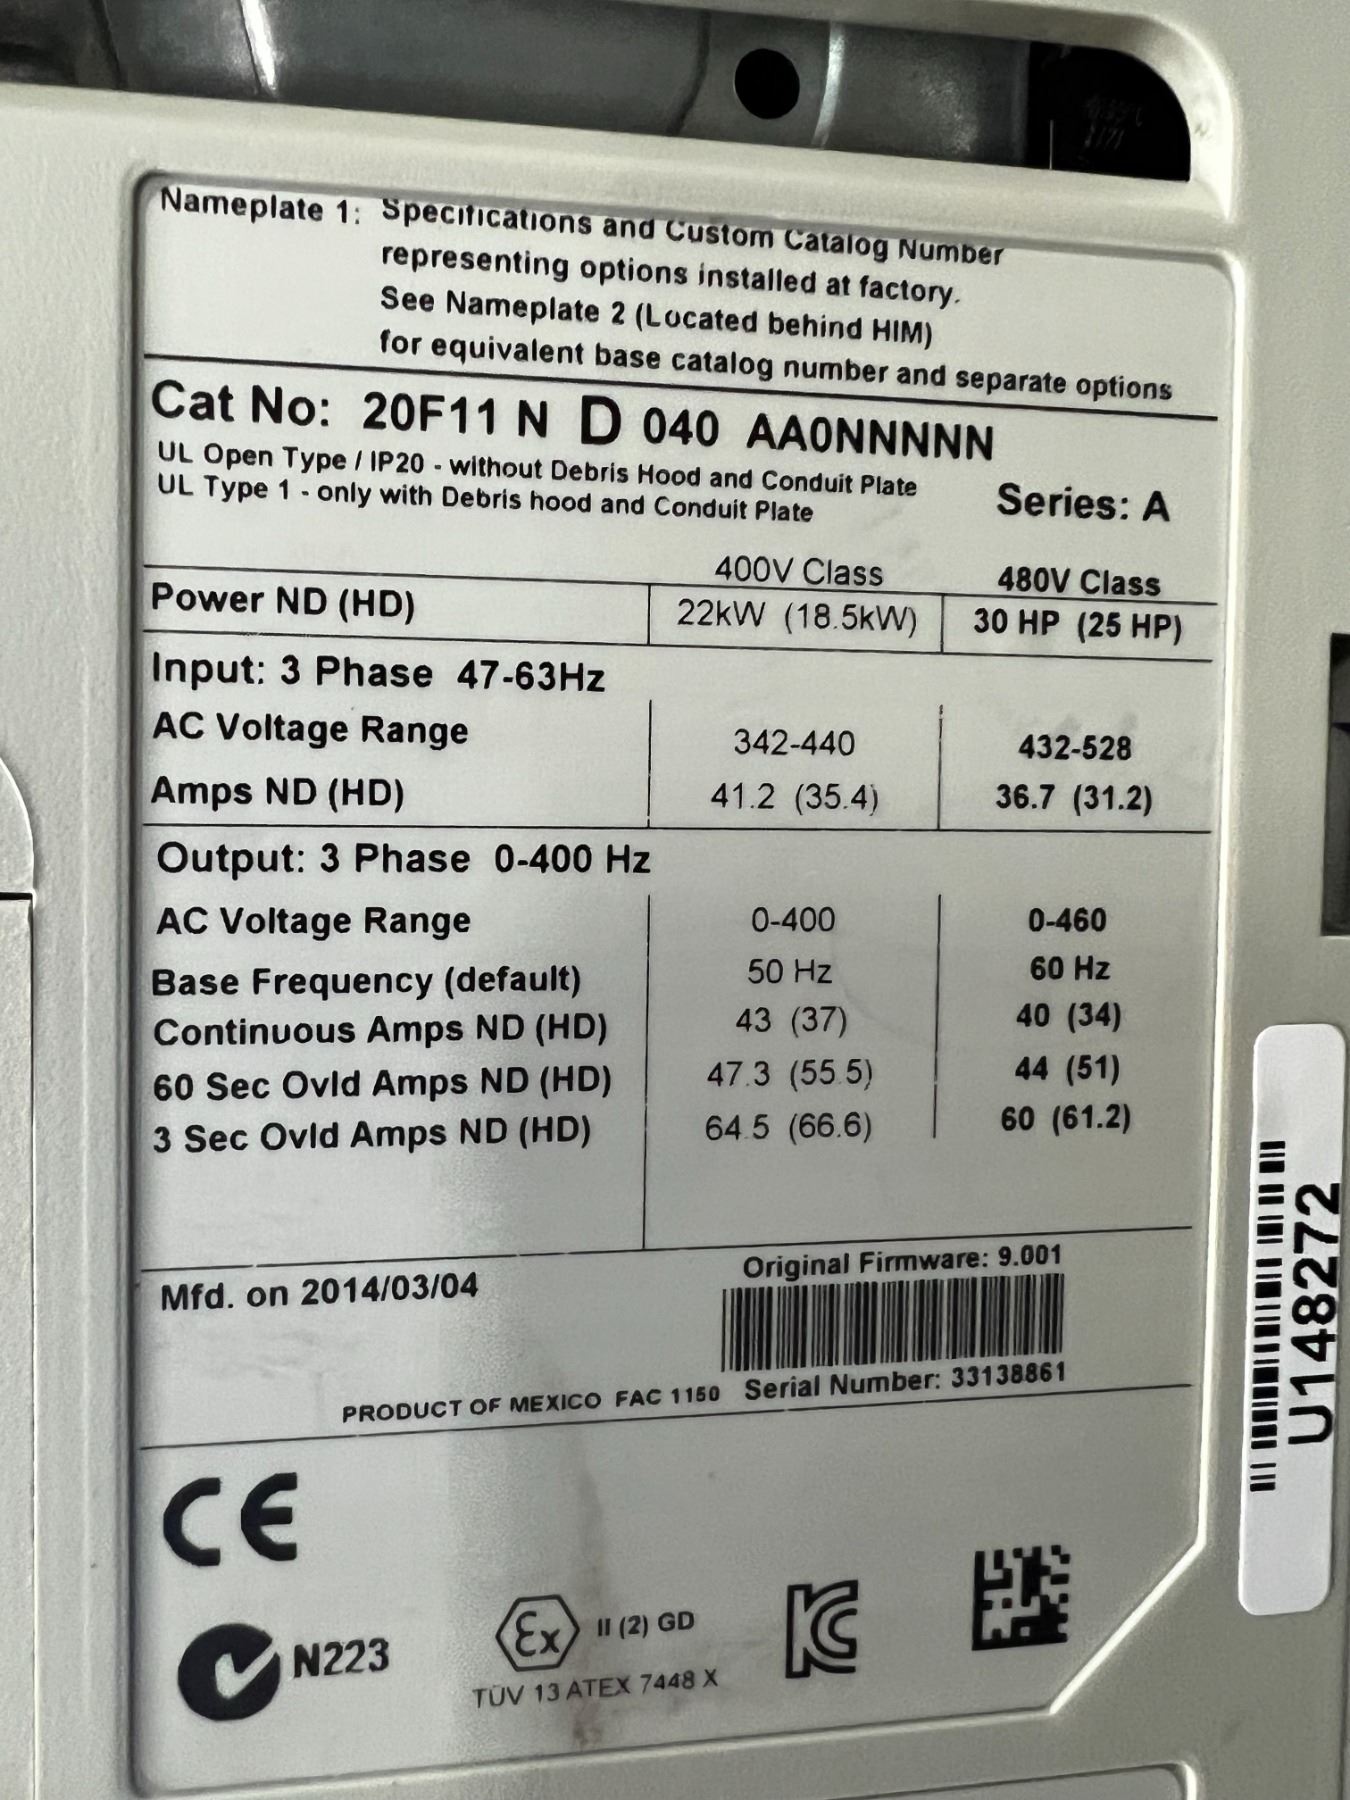 Nameplate 1: Specifications and Custom Catalog Number
representing options installed at factory.
See Nameplate 2 (Located behind HIM)
for equivalent base catalog number and separate options
Cat No: 20F11 N D 040 AA0NNNNN
UL Open Type / IP20 - without Debris Hood and Conduit Plate
UL Type 1 - only with Debris hood and Conduit Plate
Series: A
400V Class 480V Class
Power ND (HD) 22kW (18.5kW) 30 HP (25 HP)
Input: 3 Phase 47-63Hz
AC Voltage Range 342-440 432-528
Amps ND (HD) 41.2 (35.4) 36.7 (31.2)
Output: 3 Phase 0-400 Hz
AC Voltage Range 0-400 0-460
Base Frequency (default) 50 Hz 60 Hz
Continuous Amps ND (HD) 43 (37) 40 (34)
60 Sec Ovld Amps ND (HD) 47.3 (55.5) 44 (51)
3 Sec Ovld Amps ND (HD) 64.5 (66.6) 60 (61.2)
Original Firmware: 9.001
Mfd. on 2014/03/04
PRODUCT OF MEXICO FAC 1150 Serial Number: 33138861
CE
N223
Ex II (2) GD
TÜV 13 ATEX 7448 X
KC
U148272